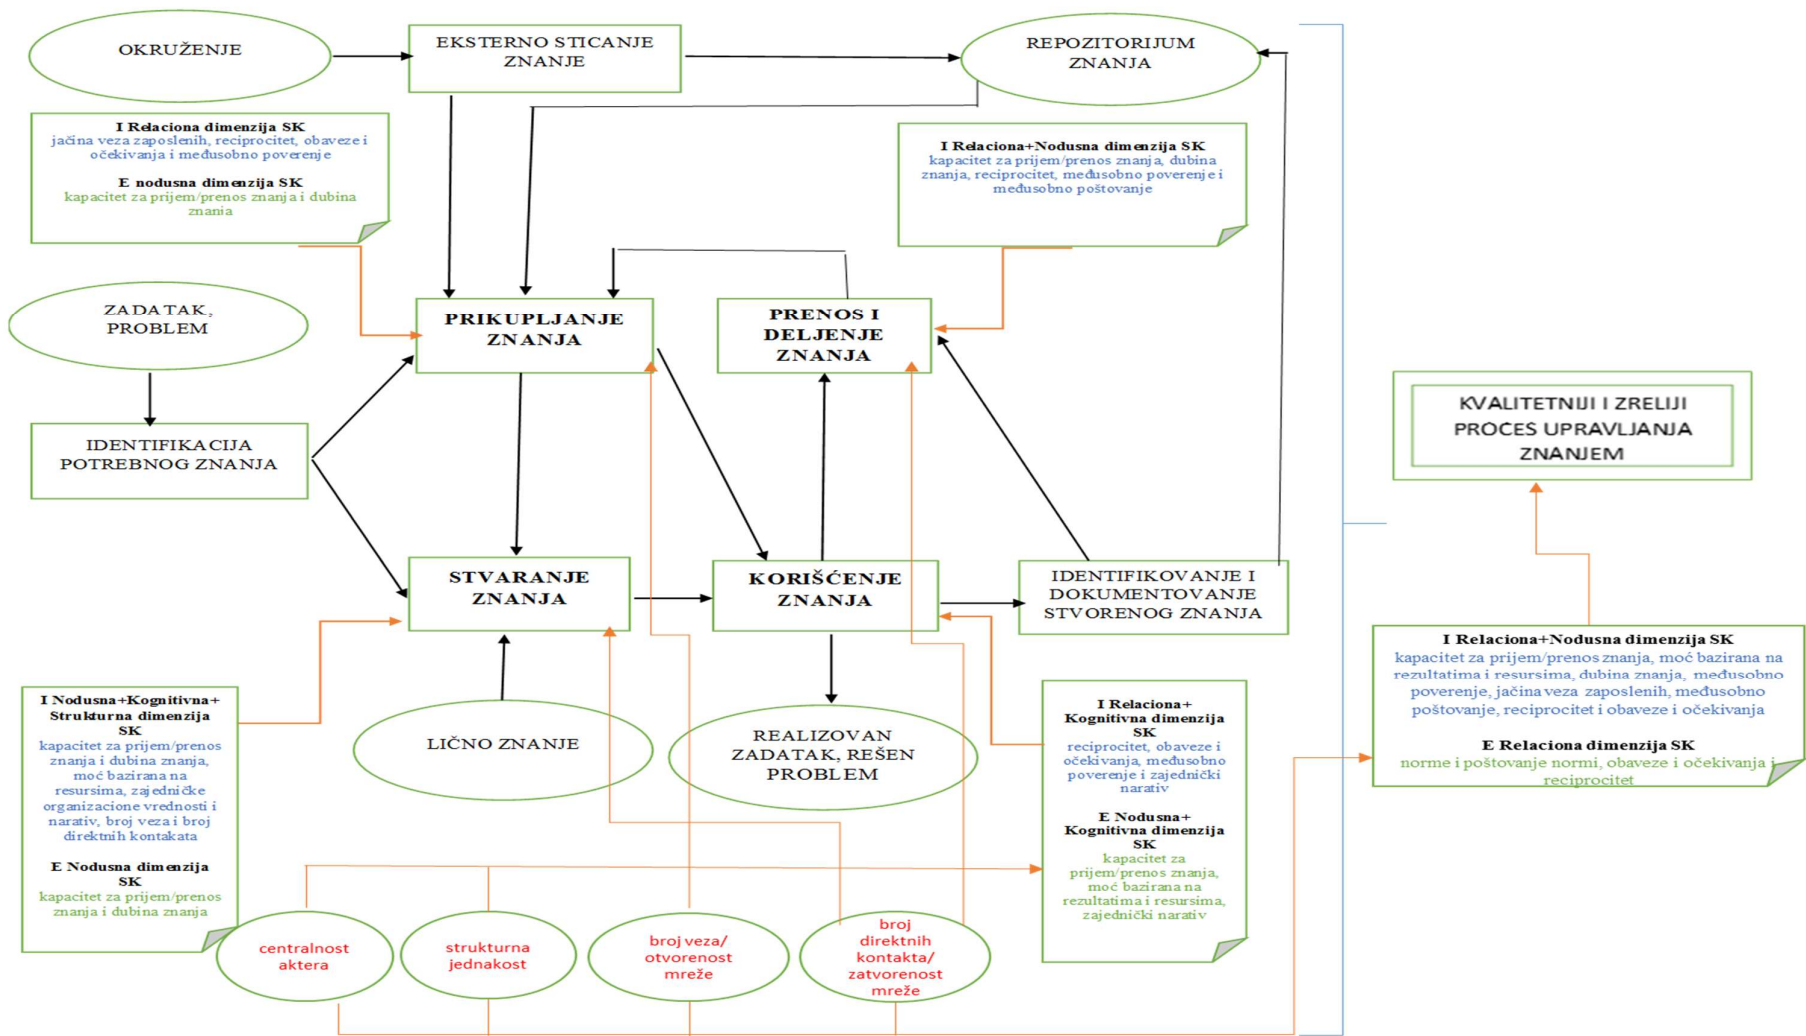 OKRUŽENJE
EKSTERNO STICANJE
ZNANJE
REPOZITORIJUM
ZNANJA
I Relaciona dimenzija SK
jačina veza zaposlenih, reciprocitet, obaveze i
očekivanja i međusobno poverenje
E nodusna dimenzija SK
kapacitet za prijem/prenos znanja i dubina
znania
I Relaciona+Nodusna dimenzija SK
kapacitet za prijem/prenos znanja, dubina
znanja, reciprocitet, međusobno poverenje i
međusobno poštovanje
ZADATAK,
PROBLEM
PRIKUPLJANJE
ZNANJA
PRENOS I
DELJENJE
ZNANJA
IDENTIFIKACIJA
POTREBNOG ZNANJA
KVALITETNIJI I ZRELIJI
PROCES UPRAVLJANJA
ZNANJEM
STVARANJE
ZNANJA
KORIŠĆENJE
ZNANJA
IDENTIFIKOVANJE I
DOKUMENTOVANJE
STVORENOG ZNANJA
I Nodusna+Kognitivna+
Strukturna dimenzija
SK
kapacitet za prijem/prenos
znanja i dubina znanja,
moć bazirana na
resursima, zajedničke
organizacione vrednosti i
narativ, broj veza i broj
direktnih kontakata
E Nodusna dimenzija
SK
kapacitet za prijem/prenos
znanja i dubina znanja
LIČNO ZNANJE
REALIZOVAN
ZADATAK, REŠEN
PROBLEM
I Relaciona+
Kognitivna dimenzija
SK
reciprocitet, obaveze i
očekivanja, međusobno
poverenje i zajednički
narativ
E Nodusna+
Kognitivna dimenzija
SK
kapacitet za
prijem/prenos znanja,
moć bazirana na
rezultatima i resursima,
zajednički narativ
I Relaciona+Nodusna dimenzija SK
kapacitet za prijem/prenos znanja, moć bazirana na
rezultatima i resursima, dubina znanja, međusobno
poverenje, jačina veza zaposlenih, međusobno
poštovanje, reciprocitet i obaveze i očekivanja
E Relaciona dimenzija SK
norme i poštovanje normi, obaveze i očekivanja i
reciprocitet
centralnost
aktera
strukturna
jednakost
broj veza/
otvorenost
mreže
broj
direktnih
kontakta/
zatvorenost
mreže